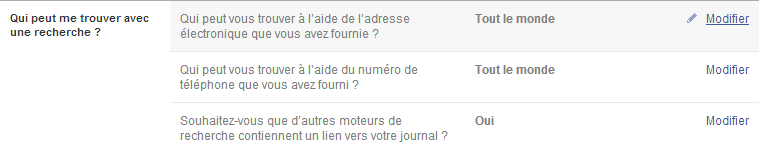 Qui peut me trouver avec
une recherche ?
Qui peut vous trouver à l'aide de l'adresse
électronique que vous avez fournie ?
Tout le monde
Modifier
Qui peut vous trouver à l'aide du numéro de
téléphone que vous avez fourni ?
Tout le monde
Modifier
Souhaitez-vous que d'autres moteurs de
recherche contiennent un lien vers votre journal ?
Oui
Modifier